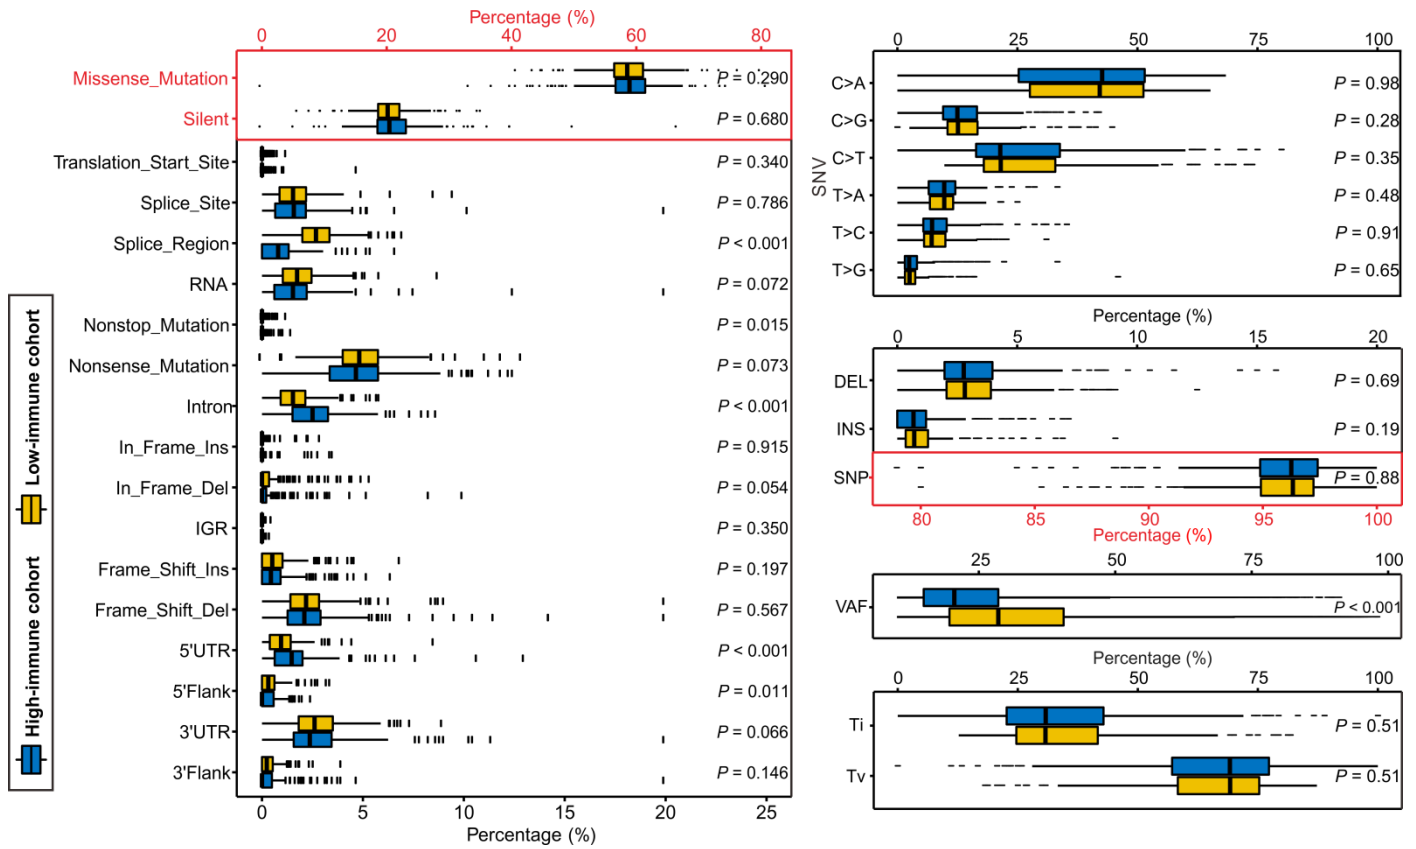 Percentage (%)
0 20 40 60 80
Missense_Mutation P = 0.290
Silent P = 0.680
Translation_Start_Site P = 0.340
Splice_Site P = 0.786
Splice_Region P < 0.001
RNA P = 0.072
Nonstop_Mutation P = 0.015
Nonsense_Mutation P = 0.073
Intron P < 0.001
In_Frame_Ins P = 0.915
In_Frame_Del P = 0.054
IGR P = 0.350
Frame_Shift_Ins P = 0.197
Frame_Shift_Del P = 0.567
5'UTR P < 0.001
5'Flank P = 0.011
3'UTR P = 0.066
3'Flank P = 0.146
0 5 10 15 20 25
Percentage (%)
High-immune cohort
Low-immune cohort
0 25 50 75 100
SNV
C>A P = 0.98
C>G P = 0.28
C>T P = 0.35
T>A P = 0.48
T>C P = 0.91
T>G P = 0.65
Percentage (%)
0 5 10 15 20
DEL P = 0.69
INS P = 0.19
SNP P = 0.88
80 85 90 95 100
Percentage (%)
25 50 75 100
VAF P < 0.001
Percentage (%)
0 25 50 75 100
Ti P = 0.51
Tv P = 0.51